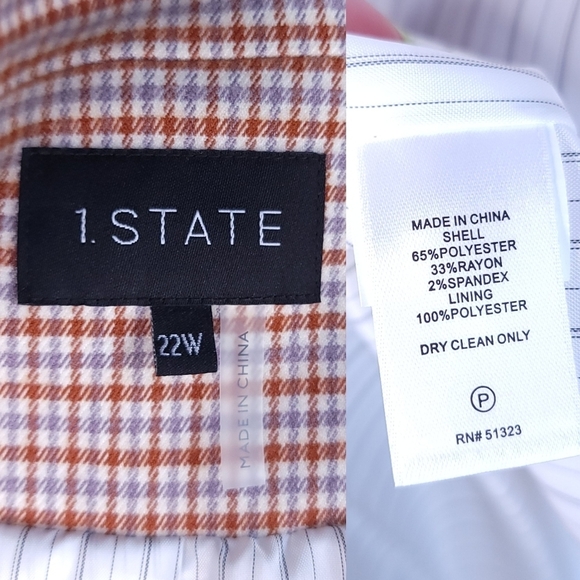 1. STATE
22W
MADE IN CHINA
MADE IN CHINA
SHELL
65%POLYESTER
33%RAYON
2%SPANDEX
LINING
100%POLYESTER
DRY CLEAN ONLY
P
RN# 51323